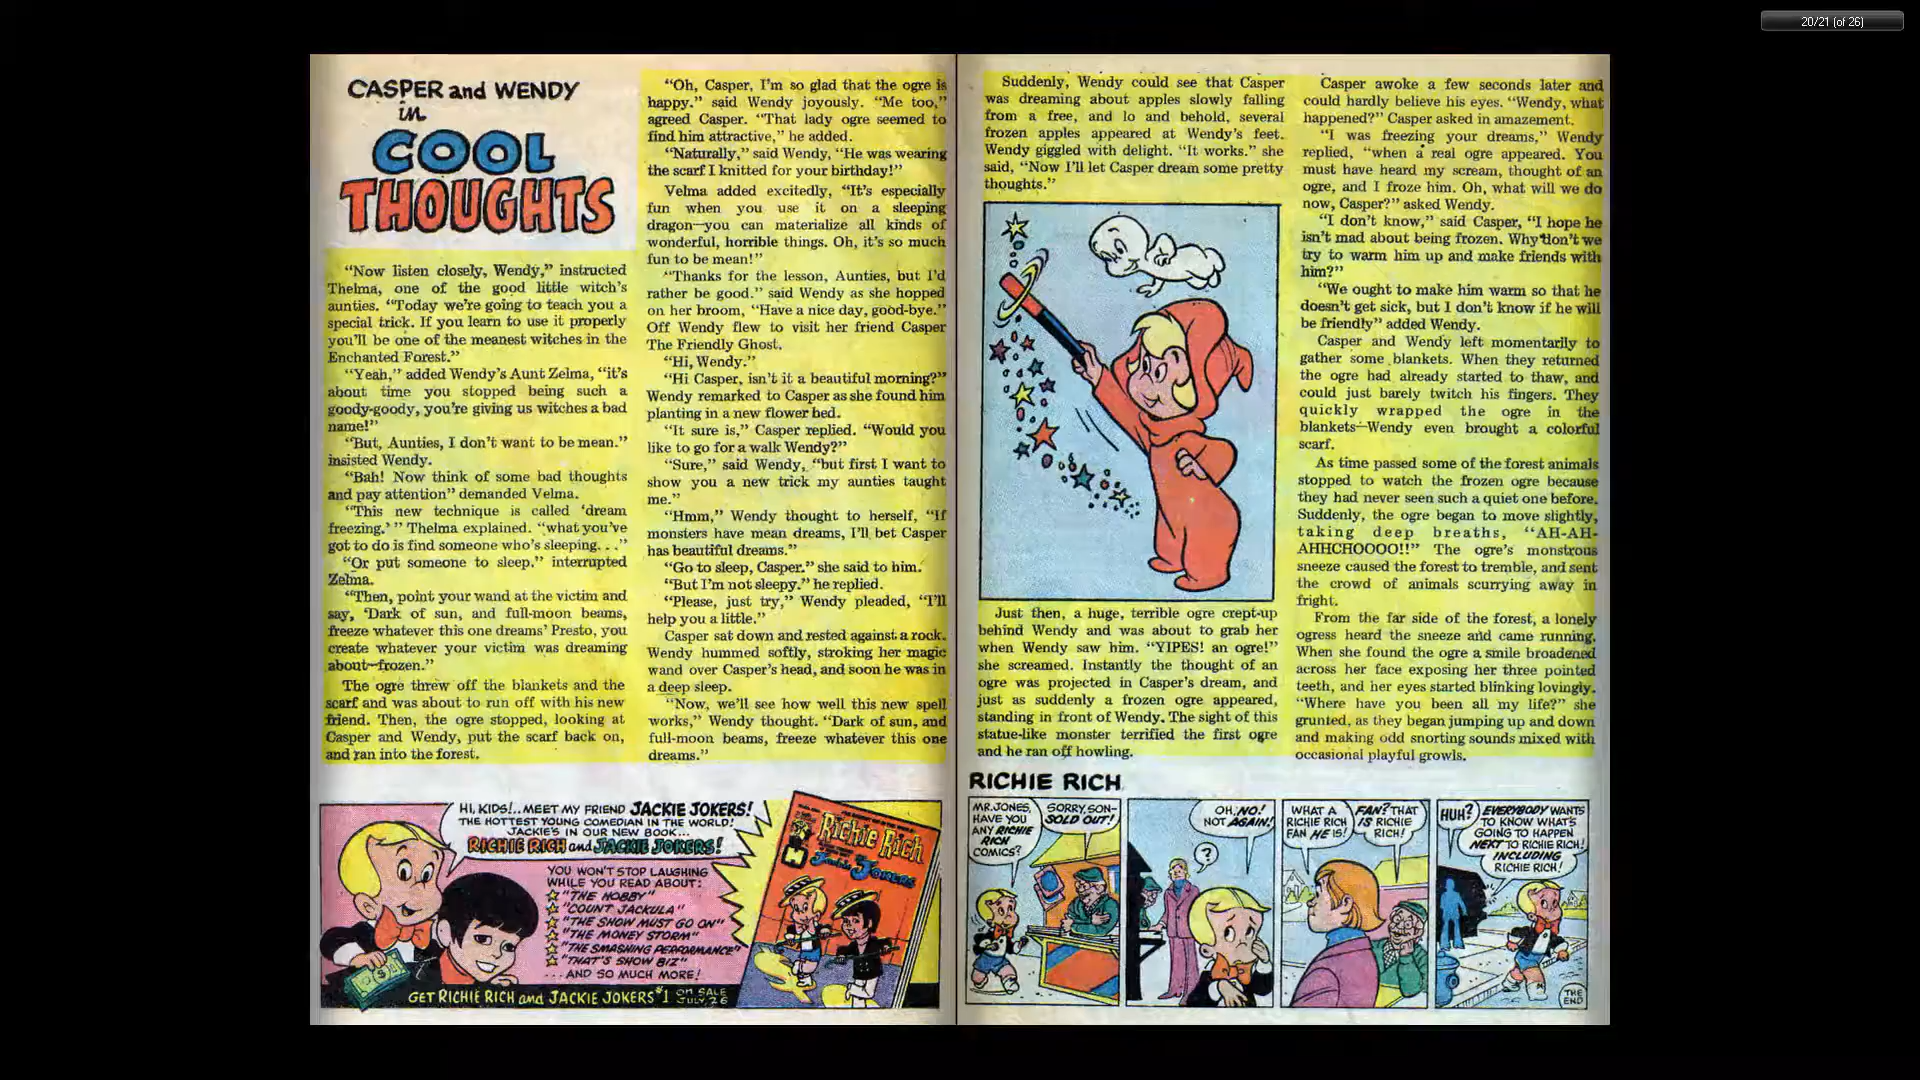 20/21 (of 26)
CASPER and WENDY
in
COOL
THOUGHTS
"Now listen closely, Wendy," instructed
Thelma, one of the good little witch's
aunties. "Today we're going to teach you a
special trick. If you learn to use it properly
you'll be one of the meanest witches in the
Enchanted Forest."
"Yeah," added Wendy's Aunt Zelma, "it's
about time you stopped being such a
goody-goody, you're giving us witches a bad
name!"
"But, Aunties, I don't want to be mean."
insisted Wendy.
"Bah! Now think of some bad thoughts
and pay attention" demanded Velma.
"This new technique is called 'dream
freezing.' " Thelma explained. "what you've
got to do is find someone who's sleeping. . ."
"Or put someone to sleep," interrupted
Zelma.
"Then, point your wand at the victim and
say, 'Dark of sun, and full-moon beams,
freeze whatever this one dreams' Presto, you
create whatever your victim was dreaming
about—frozen."
The ogre threw off the blankets and the
scarf and was about to run off with his new
friend. Then, the ogre stopped, looking at
Casper and Wendy, put the scarf back on,
and ran into the forest.
"Oh, Casper, I'm so glad that the ogre is
happy." said Wendy joyously. "Me too,"
agreed Casper. "That lady ogre seemed to
find him attractive," he added.
"Naturally," said Wendy, "He was wearing
the scarf I knitted for your birthday!"
Velma added excitedly, "It's especially
fun when you use it on a sleeping
dragon—you can materialize all kinds of
wonderful, horrible things. Oh, it's so much
fun to be mean!"
"Thanks for the lesson, Aunties, but I'd
rather be good." said Wendy as she hopped
on her broom, "Have a nice day, good-bye."
Off Wendy flew to visit her friend Casper
The Friendly Ghost.
"Hi, Wendy."
"Hi Casper, isn't it a beautiful morning?"
Wendy remarked to Casper as she found him
planting in a new flower bed.
"It sure is," Casper replied. "Would you
like to go for a walk Wendy?"
"Sure," said Wendy, "but first I want to
show you a new trick my aunties taught
me."
"Hmm," Wendy thought to herself, "If
monsters have mean dreams, I'll bet Casper
has beautiful dreams."
"Go to sleep, Casper." she said to him.
"But I'm not sleepy." he replied.
"Please, just try," Wendy pleaded, "I'll
help you a little."
Casper sat down and rested against a rock.
Wendy hummed softly, stroking her magic
wand over Casper's head, and soon he was in
a deep sleep.
"Now, we'll see how well this new spell
works," Wendy thought. "Dark of sun, and
full-moon beams, freeze whatever this one
dreams."
Suddenly, Wendy could see that Casper
was dreaming about apples slowly falling
from a free, and lo and behold, several
frozen apples appeared at Wendy's feet.
Wendy giggled with delight. "It works." she
said, "Now I'll let Casper dream some pretty
thoughts."
Just then, a huge, terrible ogre crept-up
behind Wendy and was about to grab her
when Wendy saw him. "YIPES! an ogre!"
she screamed. Instantly the thought of an
ogre was projected in Casper's dream, and
just as suddenly a frozen ogre appeared,
standing in front of Wendy. The sight of this
statue-like monster terrified the first ogre
and he ran off howling.
Casper awoke a few seconds later and
could hardly believe his eyes. "Wendy, what
happened?" Casper asked in amazement.
"I was freezing your dreams," Wendy
replied, "when a real ogre appeared. You
must have heard my scream, thought of an
ogre, and I froze him. Oh, what will we do
now, Casper?" asked Wendy.
"I don't know," said Casper, "I hope he
isn't mad about being frozen. Why don't we
try to warm him up and make friends with
him?"
"We ought to make him warm so that he
doesn't get sick, but I don't know if he will
be friendly" added Wendy.
Casper and Wendy left momentarily to
gather some blankets. When they returned
the ogre had already started to thaw, and
could just barely twitch his fingers. They
quickly wrapped the ogre in the
blankets—Wendy even brought a colorful
scarf.
As time passed some of the forest animals
stopped to watch the frozen ogre because
they had never seen such a quiet one before.
Suddenly, the ogre began to move slightly,
taking deep breaths, "AH-AH-
AHHCHOOOO!!" The ogre's monstrous
sneeze caused the forest to tremble, and sent
the crowd of animals scurrying away in
fright.
From the far side of the forest, a lonely
ogress heard the sneeze and came running.
When she found the ogre a smile broadened
across her face exposing her three pointed
teeth, and her eyes started blinking lovingly.
"Where have you been all my life?" she
grunted, as they began jumping up and down
and making odd snorting sounds mixed with
occasional playful growls.
HI, KIDS!..MEET MY FRIEND JACKIE JOKERS!
THE HOTTEST YOUNG COMEDIAN IN THE WORLD!
JACKIE'S IN OUR NEW BOOK...
RICHIE RICH and JACKIE JOKERS!
YOU WON'T STOP LAUGHING
WHILE YOU READ ABOUT:
"THE HOBBY"
"COUNT JACKULA"
"THE SHOW MUST GO ON"
"THE MONEY STORM"
"THE SMASHING PERFORMANCE"
"THAT'S SHOW BIZ"
...AND SO MUCH MORE!
GET RICHIE RICH and JACKIE JOKERS #1 ON SALE
JULY 26
Richie Rich
Jackie Jokers
RICHIE RICH
MR. JONES,
HAVE YOU
ANY RICHIE
RICH
COMICS?
SORRY, SON-
SOLD OUT!
OH, NO!
NOT AGAIN!
?
WHAT A
RICHIE RICH
FAN HE IS!
FAN? THAT
IS RICHIE
RICH!
HUH?
EVERYBODY WANTS
TO KNOW WHAT'S
GOING TO HAPPEN
NEXT TO RICHIE RICH!
INCLUDING
RICHIE RICH!
THE
END